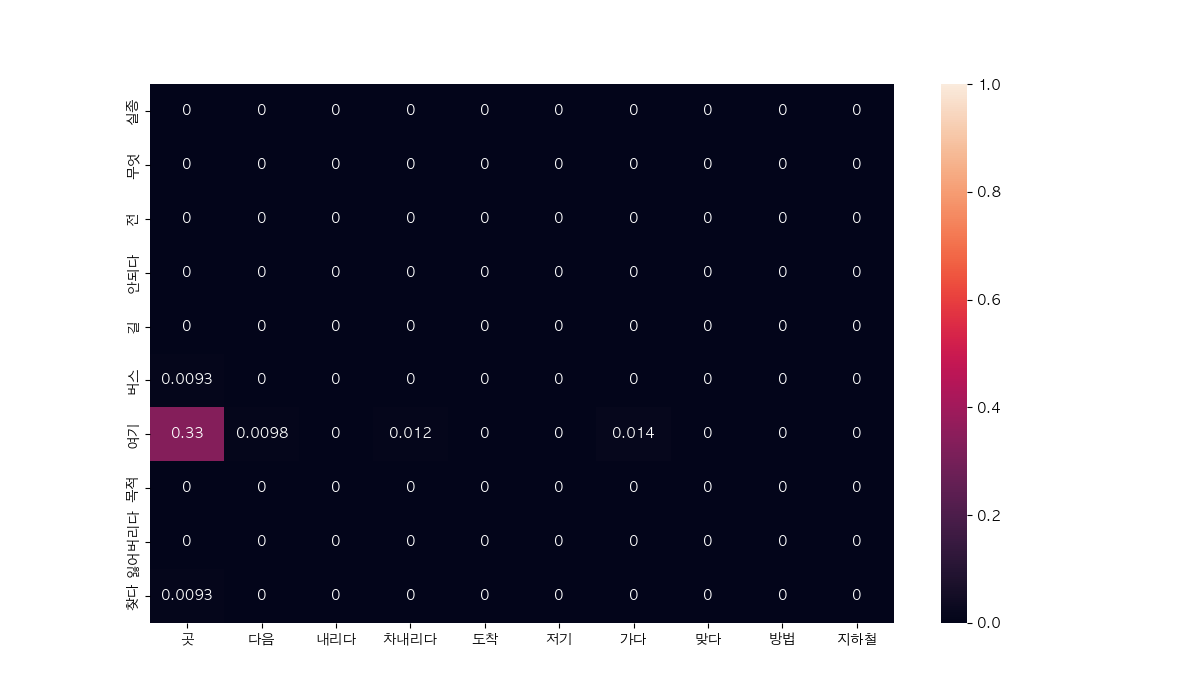 실종 0 0 0 0 0 0 0 0 0 0
무엇 0 0 0 0 0 0 0 0 0 0
전 0 0 0 0 0 0 0 0 0 0
안되다 0 0 0 0 0 0 0 0 0 0
길 0 0 0 0 0 0 0 0 0 0
버스 0.0093 0 0 0 0 0 0 0 0 0
여기 0.33 0.0098 0 0.012 0 0 0.014 0 0 0
목적 0 0 0 0 0 0 0 0 0 0
잃어버리다 0 0 0 0 0 0 0 0 0 0
찾다 0.0093 0 0 0 0 0 0 0 0 0
곳 다음 내리다 차내리다 도착 저기 가다 맞다 방법 지하철
1.0
0.8
0.6
0.4
0.2
0.0